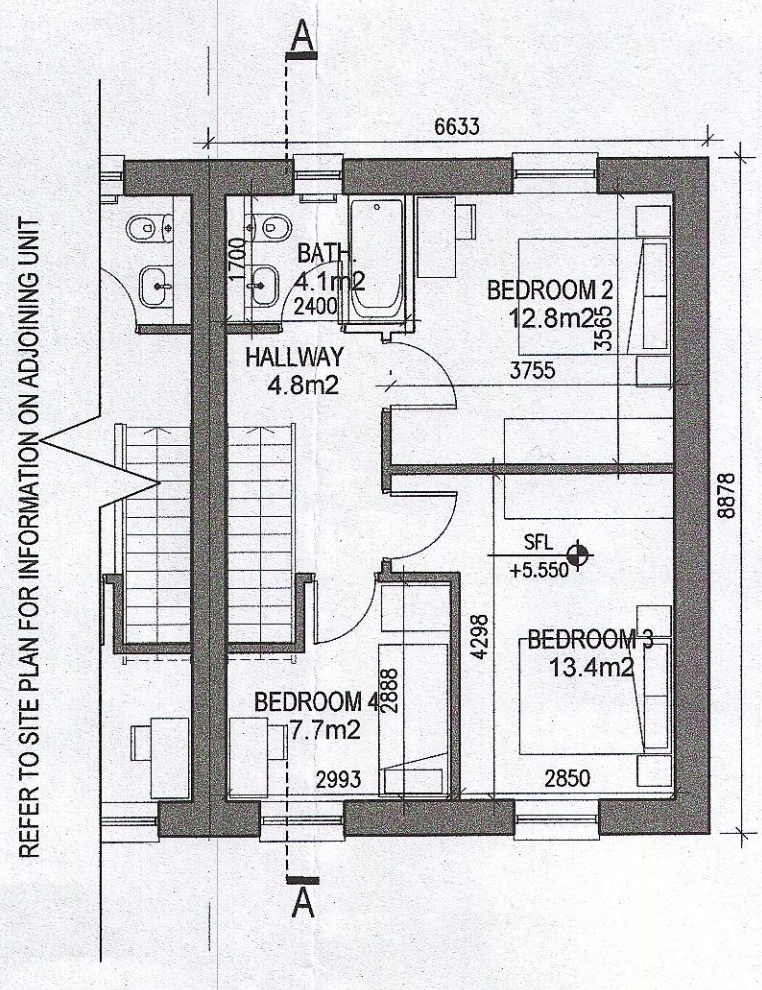 A
6633
BATH.
4.1m2
1700
2400
BEDROOM 2
12.8m2
3565
3755
HALLWAY
4.8m2
REFER TO SITE PLAN FOR INFORMATION ON ADJOINING UNIT
8878
SFL
+5.550
4298
BEDROOM 3
13.4m2
2888
BEDROOM 4
7.7m2
2993
2850
A